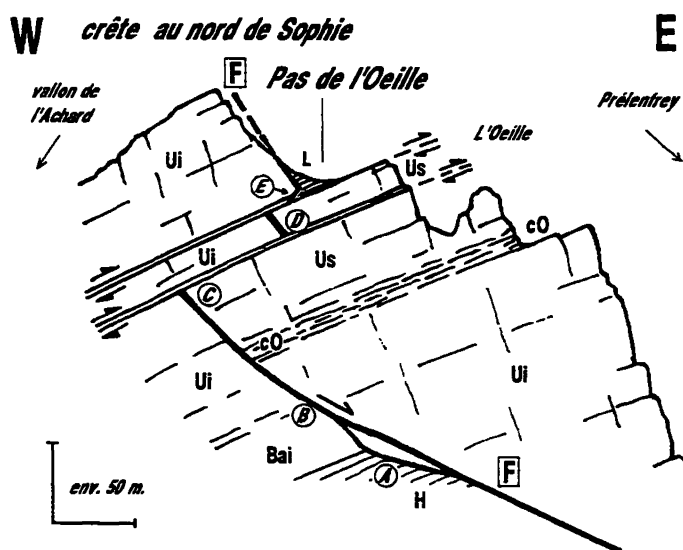 W crête au nord de Sophie E
F Pas de l'Oeille
vallon de
l'Achard
Prélenfrey
L'Oeille
Ui
L
Us
E
D
cO
Ui
Us
C
cO
Ui
Ui
B
Bai
A
F
H
env. 50 m.